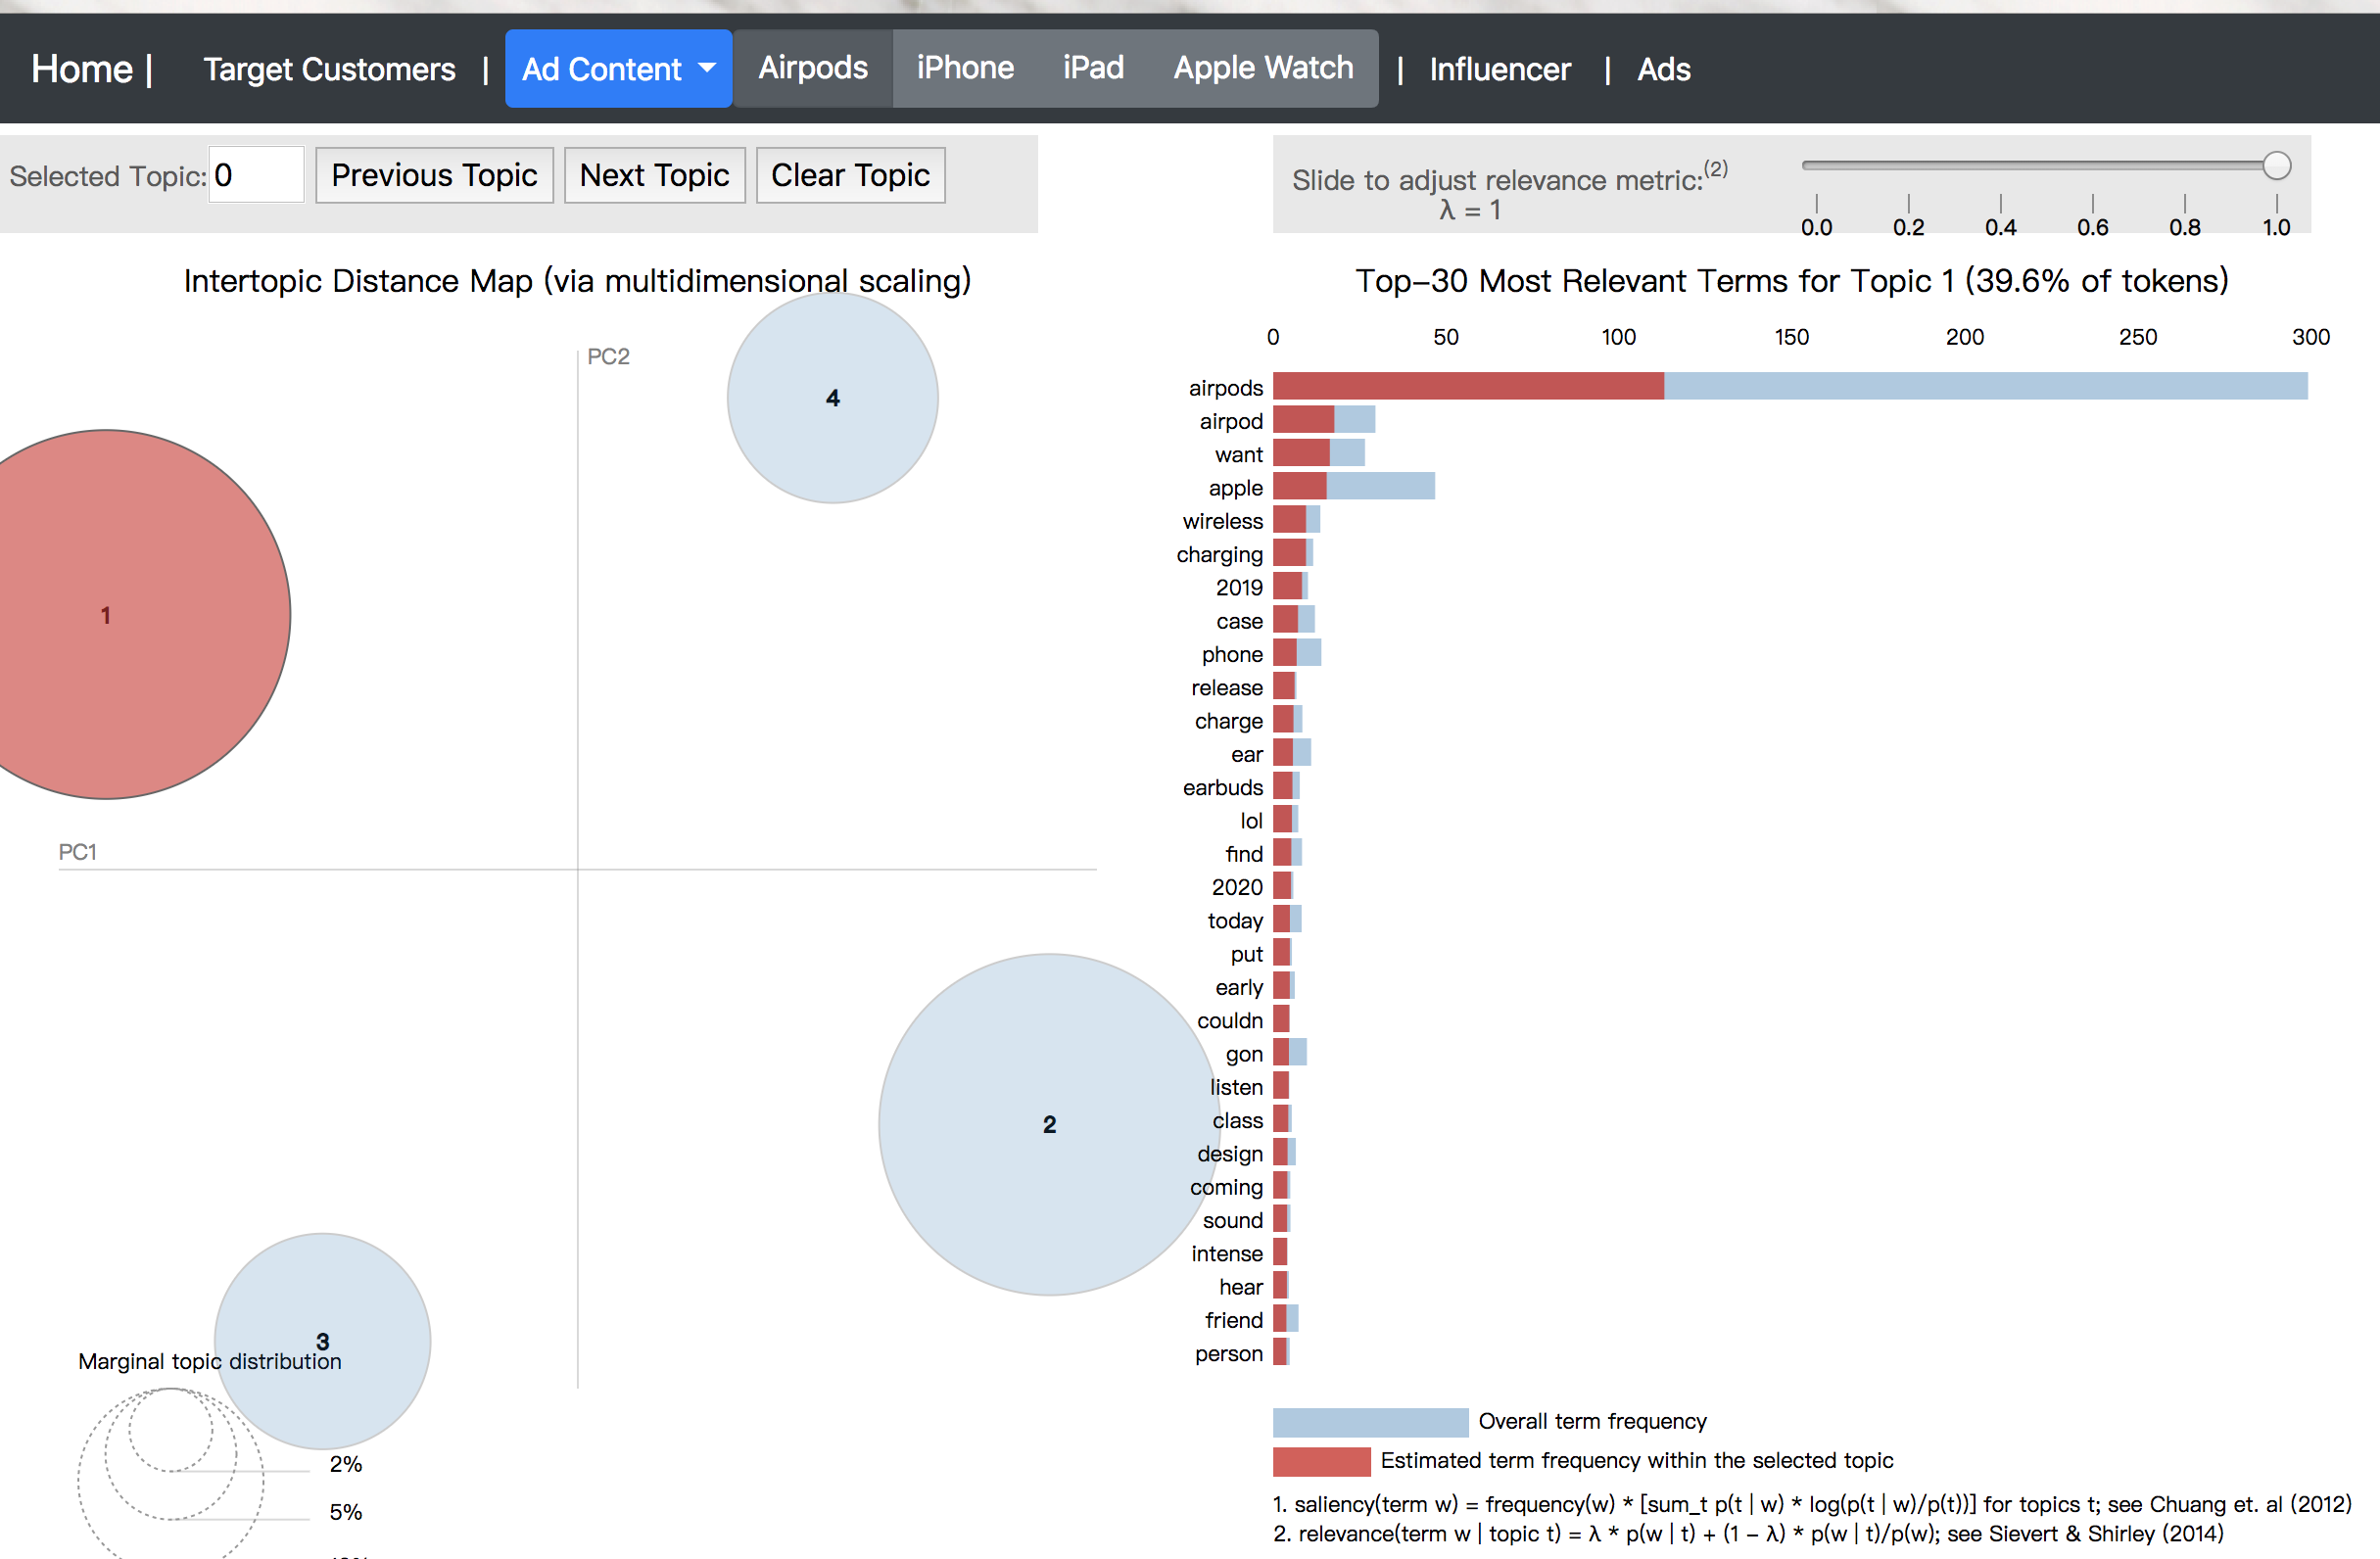 Home | Target Customers | Ad Content Airpods iPhone iPad Apple Watch | Influencer | Ads
Selected Topic: 0 Previous Topic Next Topic Clear Topic
Slide to adjust relevance metric:(2)
λ = 1
0.0 0.2 0.4 0.6 0.8 1.0
Intertopic Distance Map (via multidimensional scaling)
PC2
4
1
PC1
2
3
Marginal topic distribution
2%
5%
Top-30 Most Relevant Terms for Topic 1 (39.6% of tokens)
0 50 100 150 200 250 300
airpods
airpod
want
apple
wireless
charging
2019
case
phone
release
charge
ear
earbuds
lol
find
2020
today
put
early
couldn
gon
listen
class
design
coming
sound
intense
hear
friend
person
Overall term frequency
Estimated term frequency within the selected topic
1. saliency(term w) = frequency(w) * [sum_t p(t | w) * log(p(t | w)/p(t))] for topics t; see Chuang et. al (2012)
2. relevance(term w | topic t) = λ * p(w | t) + (1 - λ) * p(w | t)/p(w); see Sievert & Shirley (2014)